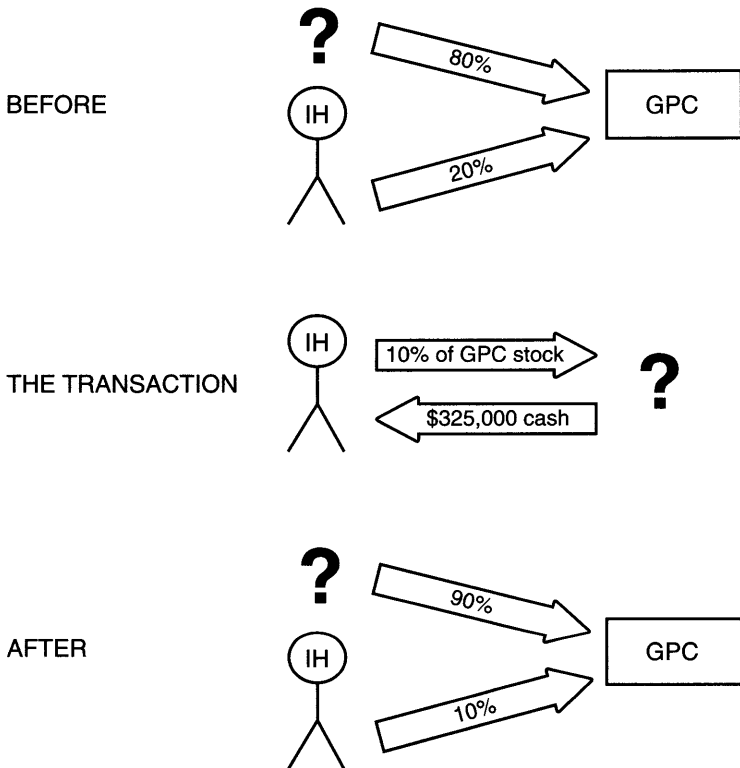 ?
80%
BEFORE
IH
GPC
20%
IH
10% of GPC stock
THE TRANSACTION
?
$325,000 cash
?
90%
AFTER
IH
GPC
10%